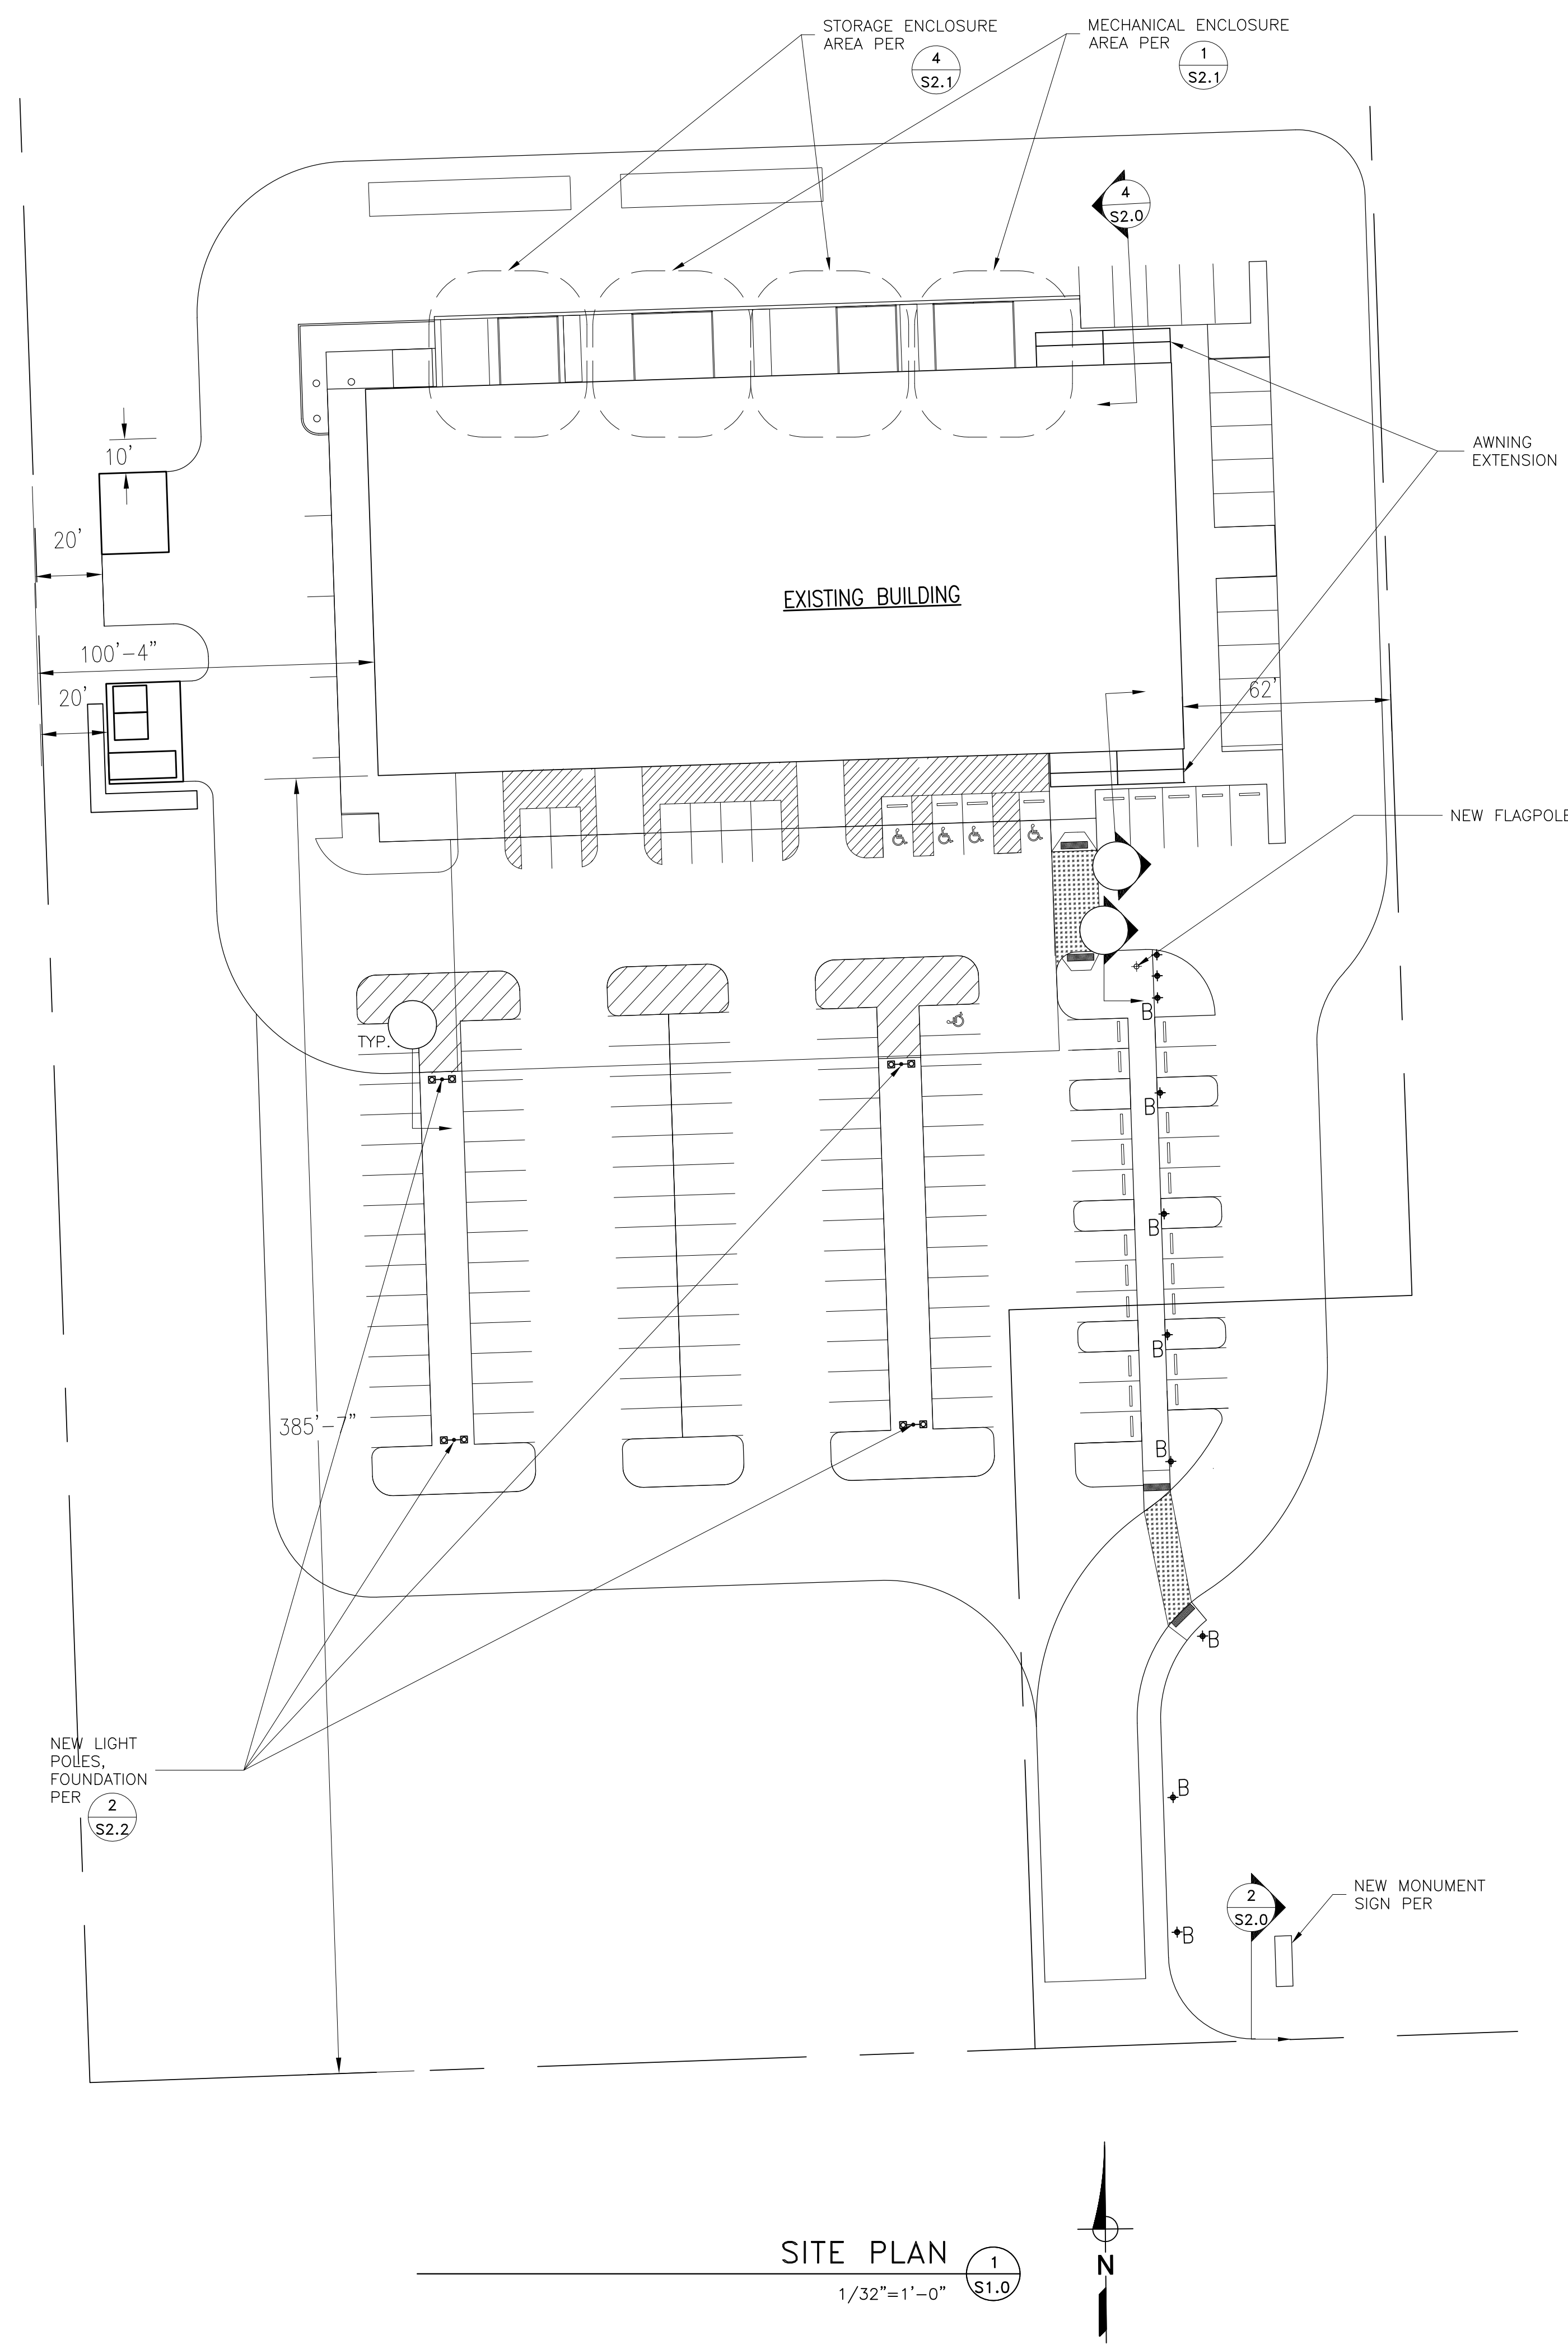 STORAGE ENCLOSURE
AREA PER
4
S2.1
MECHANICAL ENCLOSURE
AREA PER
1
S2.1
4
S2.0
10'
20'
AWNING
EXTENSION
EXISTING BUILDING
100'-4"
20'
62'
NEW FLAGPOLE
TYP.
B
B
B
B
B
385'-7"
B
NEW LIGHT
POLES,
FOUNDATION
PER
2
S2.2
B
NEW MONUMENT
SIGN PER
2
S2.0
B
SITE PLAN
1
S1.0
1/32"=1'-0"
N